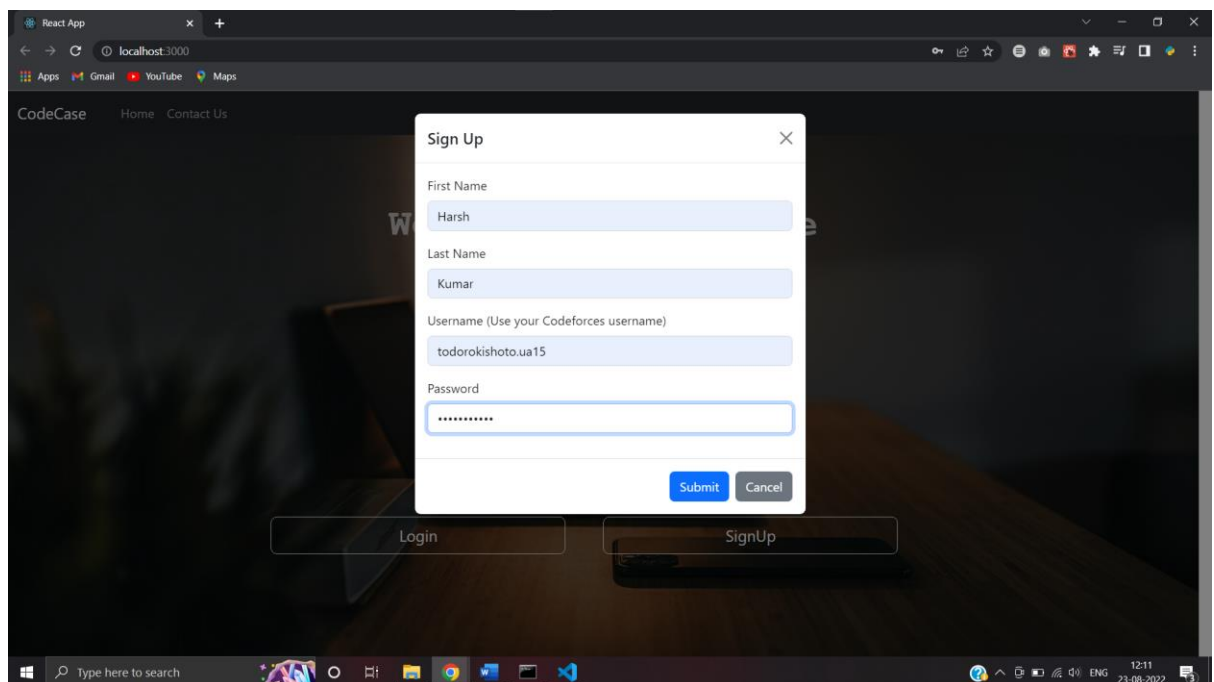 React App
localhost:3000
Apps Gmail YouTube Maps
CodeCase Home Contact Us
Sign Up
First Name
Harsh
W e
Last Name
Kumar
Username (Use your Codeforces username)
todorokishoto.ua15
Password
•••••••••••
Submit Cancel
Login SignUp
Type here to search
ENG
12:11
23-08-2022